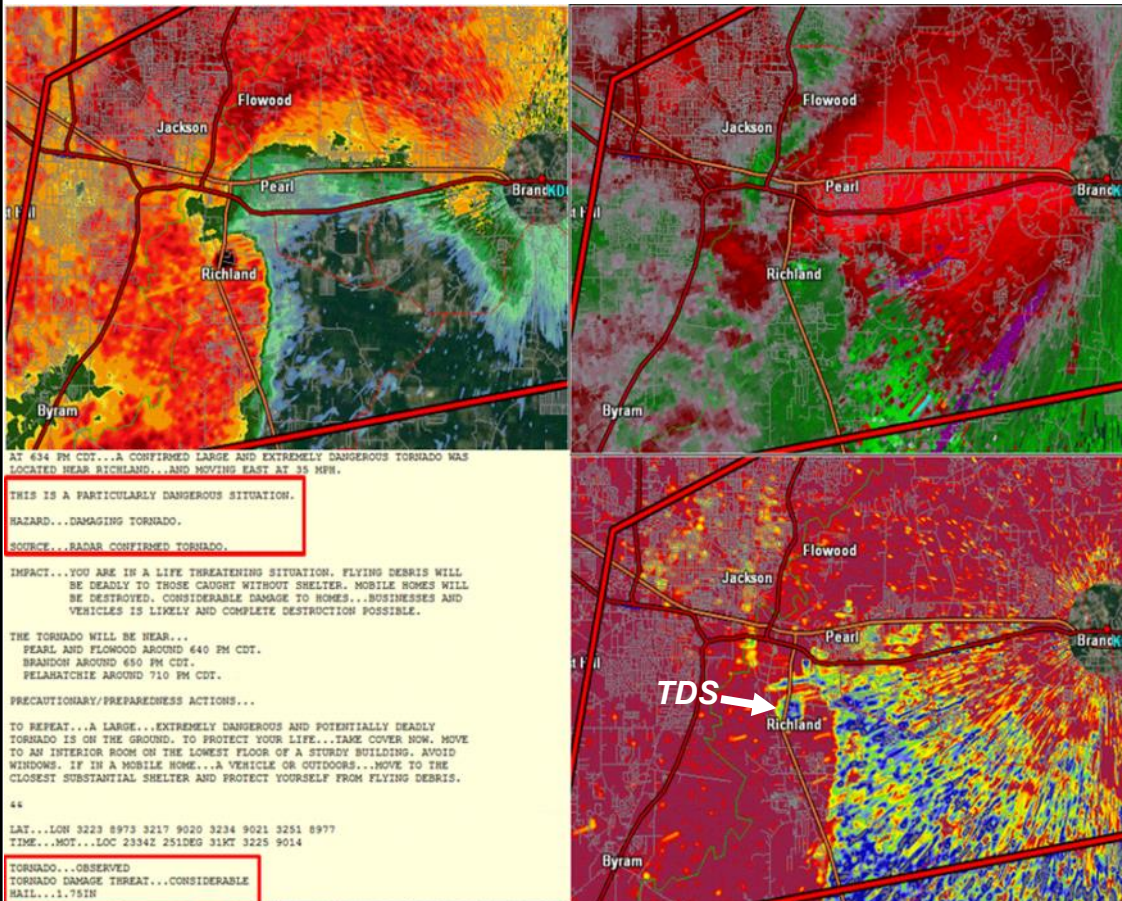 Flowood
Jackson
Pearl
Richland
Byram
Flowood
Jackson
Pearl
Richland
Byram
AT 634 PM CDT...A CONFIRMED LARGE AND EXTREMELY DANGEROUS TORNADO WAS
LOCATED NEAR RICHLAND...AND MOVING EAST AT 35 MPH.
THIS IS A PARTICULARLY DANGEROUS SITUATION.
HAZARD...DAMAGING TORNADO.
SOURCE...RADAR CONFIRMED TORNADO.
IMPACT...YOU ARE IN A LIFE THREATENING SITUATION. FLYING DEBRIS WILL
BE DEADLY TO THOSE CAUGHT WITHOUT SHELTER. MOBILE HOMES WILL
BE DESTROYED. CONSIDERABLE DAMAGE TO HOMES...BUSINESSES AND
VEHICLES IS LIKELY AND COMPLETE DESTRUCTION POSSIBLE.
THE TORNADO WILL BE NEAR...
PEARL AND FLOWOOD AROUND 640 PM CDT.
BRANDON AROUND 650 PM CDT.
PELAHATCHIE AROUND 710 PM CDT.
PRECAUTIONARY/PREPAREDNESS ACTIONS...
TO REPEAT...A LARGE...EXTREMELY DANGEROUS AND POTENTIALLY DEADLY
TORNADO IS ON THE GROUND. TO PROTECT YOUR LIFE...TAKE COVER NOW. MOVE
TO AN INTERIOR ROOM ON THE LOWEST FLOOR OF A STURDY BUILDING. AVOID
WINDOWS. IF IN A MOBILE HOME...A VEHICLE OR OUTDOORS...MOVE TO THE
CLOSEST SUBSTANTIAL SHELTER AND PROTECT YOURSELF FROM FLYING DEBRIS.
&&
LAT...LON 3223 8973 3217 9020 3234 9021 3251 8977
TIME...MOT...LOC 2334Z 251DEG 31KT 3225 9014
TORNADO...OBSERVED
TORNADO DAMAGE THREAT...CONSIDERABLE
HAIL...1.75IN
Flowood
Jackson
Pearl
TDS
Richland
Byram